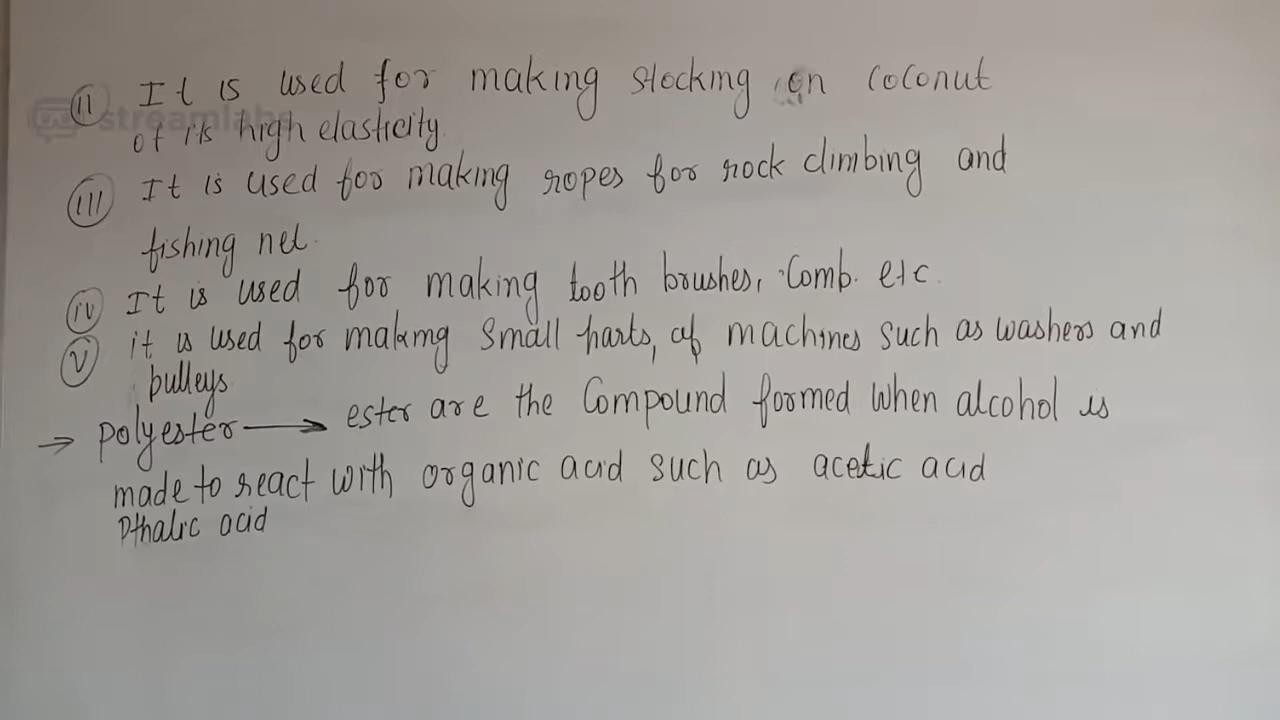 (ii) It is used for making stocking on coconut
streamlabs
of its high elasticity.
(iii) It is used for making ropes for rock climbing and
fishing net.
(iv) It is used for making tooth brushes, Comb. etc.
(v) it is used for making small parts, of machines such as washers and
pulleys
→ polyester → ester are the Compound formed when alcohol is
made to react with organic acid such as acetic acid
Pthalic acid